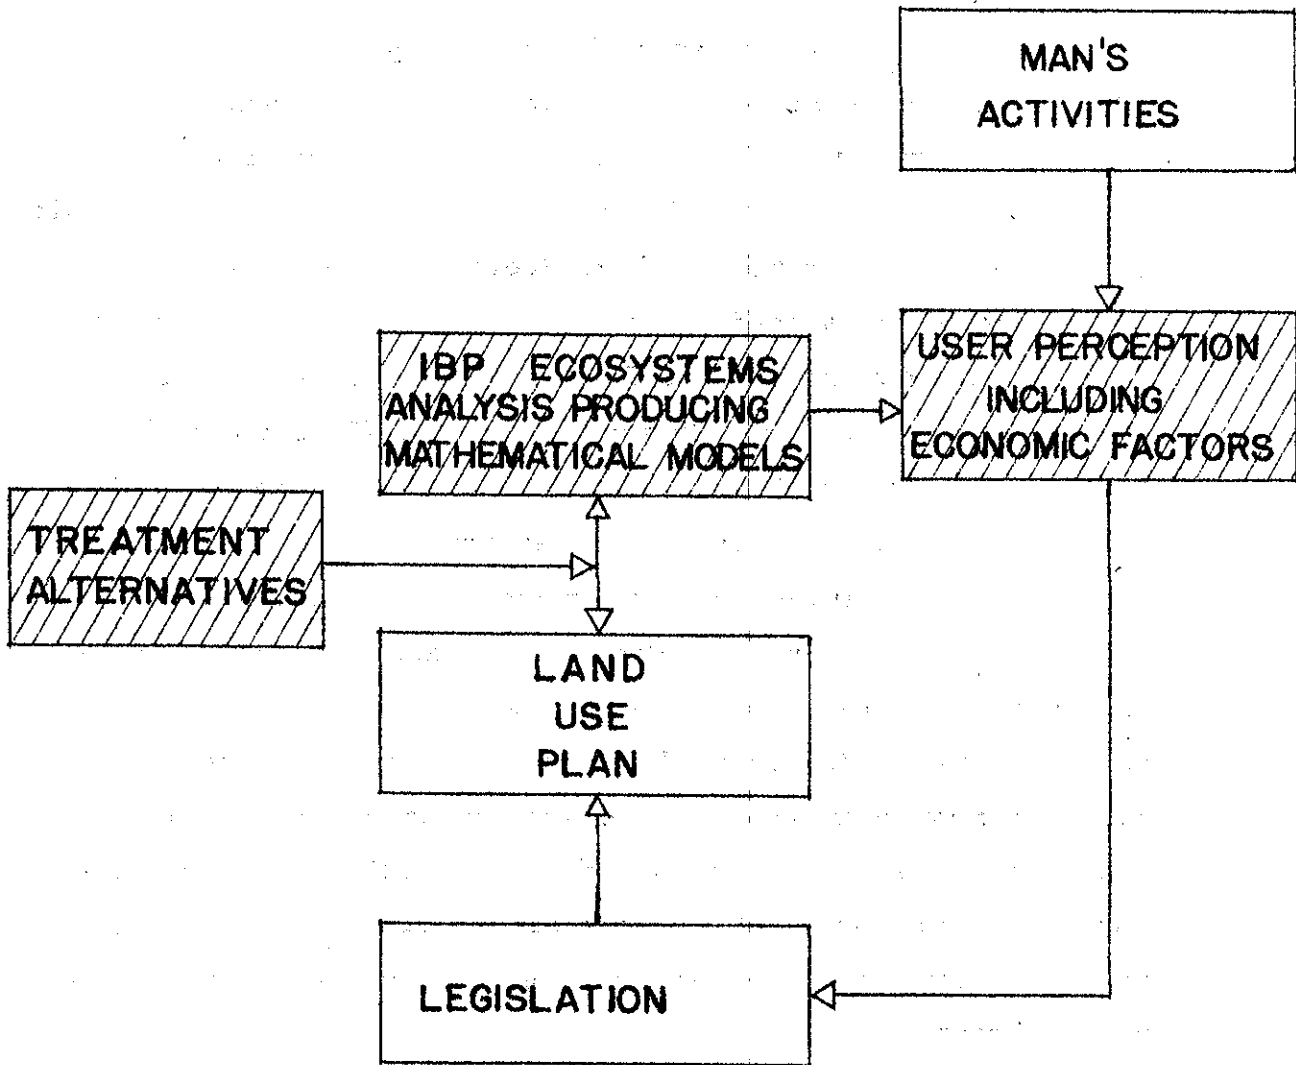 MAN'S
ACTIVITIES
IBP ECOSYSTEMS
ANALYSIS PRODUCING
MATHEMATICAL MODELS
USER PERCEPTION
INCLUDING
ECONOMIC FACTORS
TREATMENT
ALTERNATIVES
LAND
USE
PLAN
LEGISLATION